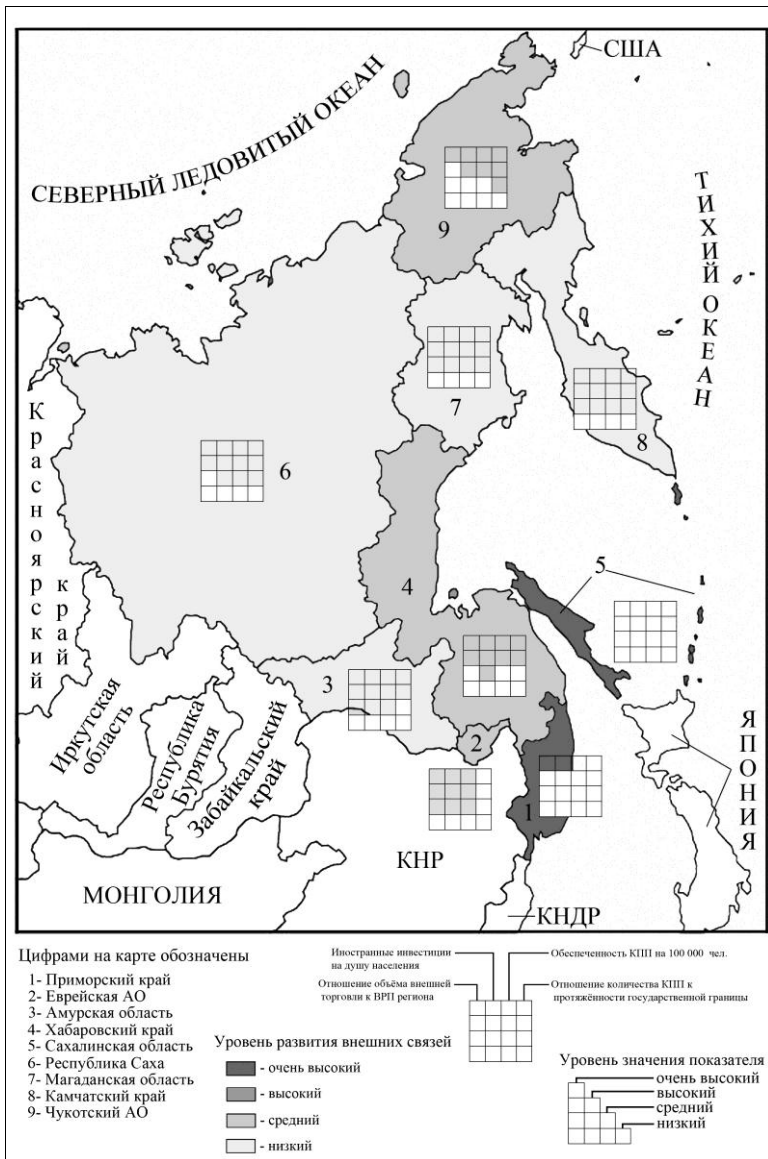 США
СЕВЕРНЫЙ ЛЕДОВИТЫЙ ОКЕАН
ТИХИЙ ОКЕАН
9
7
8
6
Красноярский край
5
4
3
Иркутская область
Республика Бурятия
Забайкальский край
2
1
ЯПОНИЯ
КНР
МОНГОЛИЯ
КНДР
Цифрами на карте обозначены
1- Приморский край
2- Еврейская АО
3- Амурская область
4- Хабаровский край
5- Сахалинская область
6- Республика Саха
7- Магаданская область
8- Камчатский край
9- Чукотский АО
Иностранные инвестиции
на душу населения
Отношение объёма внешней
торговли к ВРП региона
Обеспеченность КПП на 100 000 чел.
Отношение количества КПП к
протяжённости государственной границы
Уровень развития внешних связей
- очень высокий
- высокий
- средний
- низкий
Уровень значения показателя
очень высокий
высокий
средний
низкий